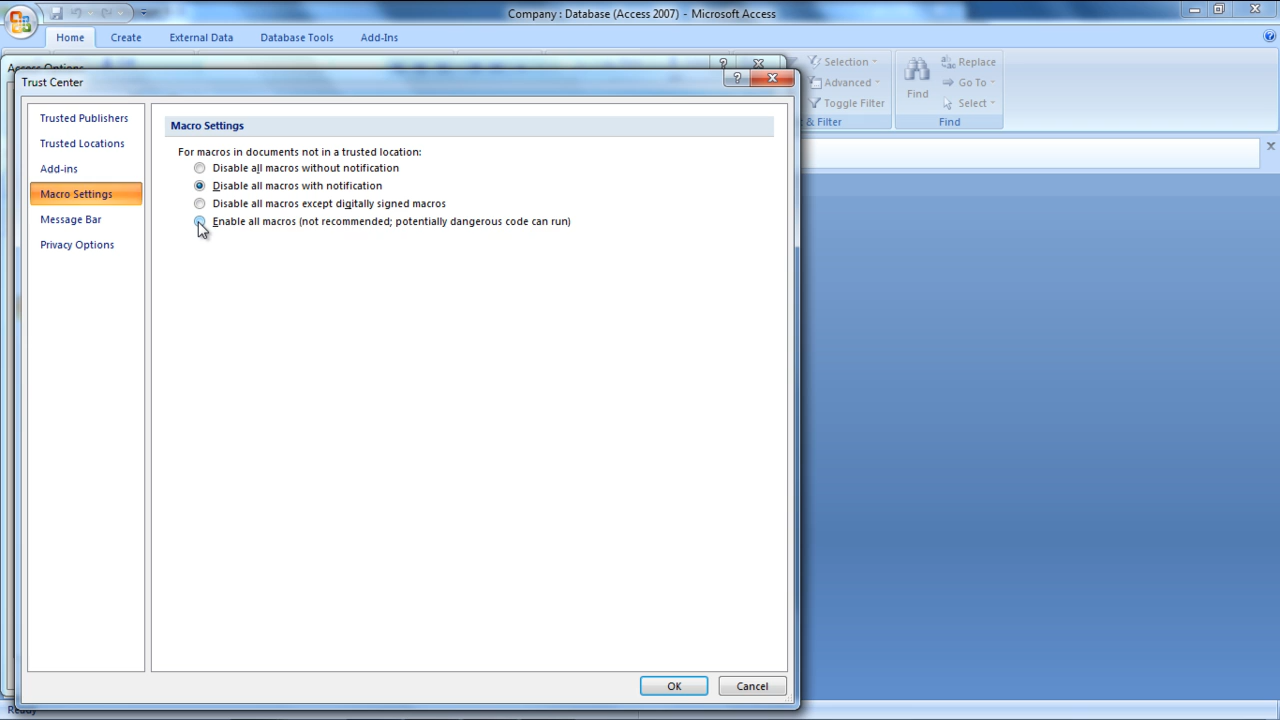 Company : Database (Access 2007) - Microsoft Access
Home Create External Data Database Tools Add-Ins
Access Options
Selection
Advanced
Toggle Filter
& Filter
Find
Replace
Go To
Select
Find
Trust Center
Trusted Publishers
Trusted Locations
Add-ins
Macro Settings
Message Bar
Privacy Options
Macro Settings
For macros in documents not in a trusted location:
Disable all macros without notification
Disable all macros with notification
Disable all macros except digitally signed macros
Enable all macros (not recommended; potentially dangerous code can run)
OK Cancel
Ready